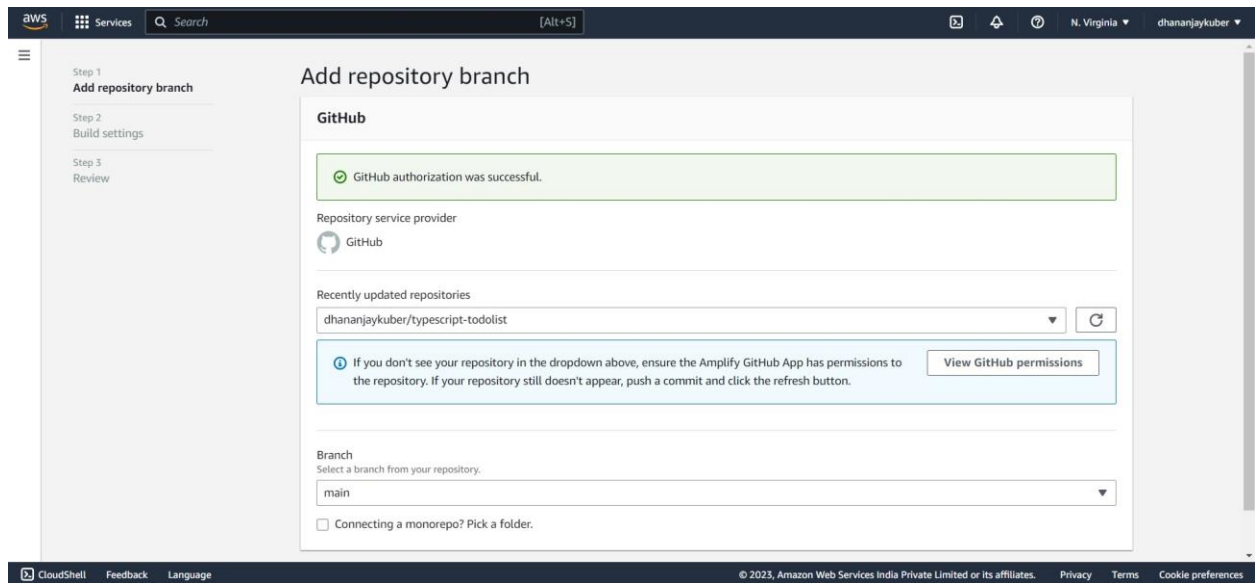 aws
Services
Search
[Alt+S]
N. Virginia
dhananjaykuber
Step 1
Add repository branch
Step 2
Build settings
Step 3
Review
Add repository branch
GitHub
GitHub authorization was successful.
Repository service provider
GitHub
Recently updated repositories
dhananjaykuber/typescript-todolist
If you don't see your repository in the dropdown above, ensure the Amplify GitHub App has permissions to
the repository. If your repository still doesn't appear, push a commit and click the refresh button.
View GitHub permissions
Branch
Select a branch from your repository.
main
Connecting a monorepo? Pick a folder.
CloudShell
Feedback
Language
© 2023, Amazon Web Services India Private Limited or its affiliates.
Privacy
Terms
Cookie preferences